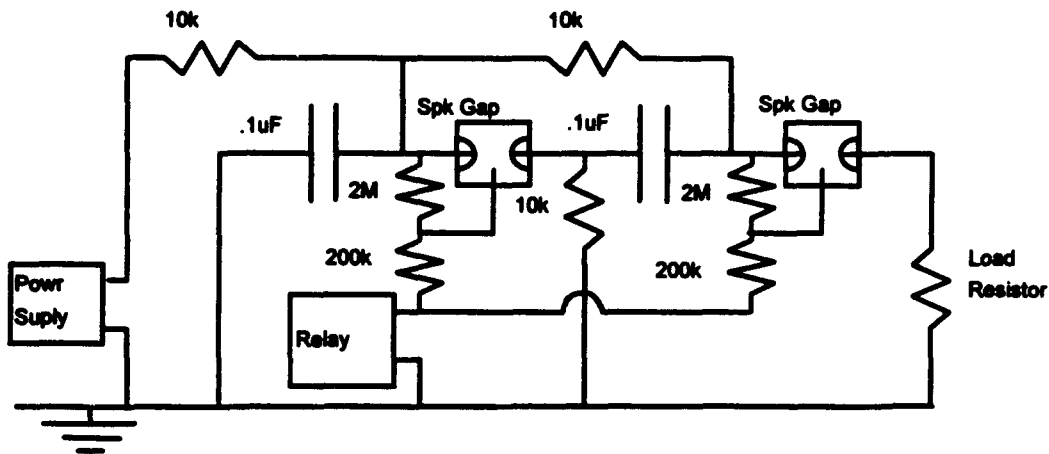 10k
10k
Spk Gap
Spk Gap
.1uF
.1uF
2M
10k
2M
200k
200k
Load
Resistor
Powr
Suply
Relay